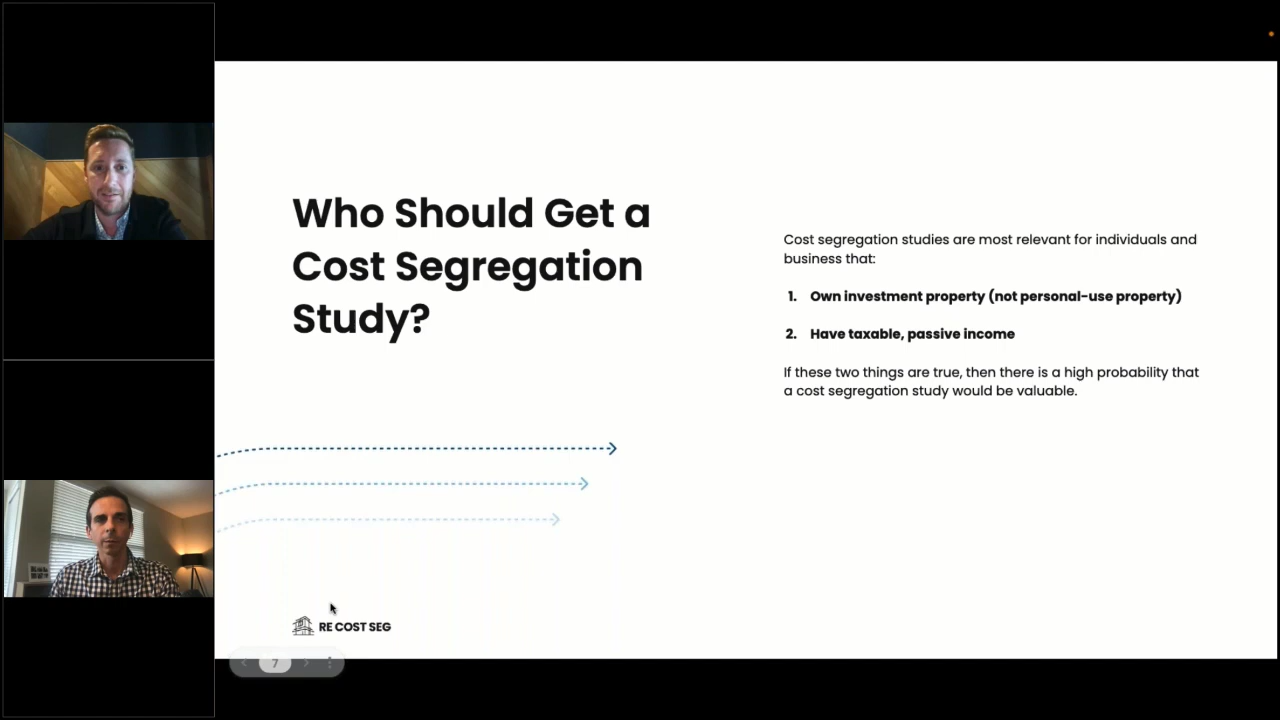 Who Should Get a
Cost Segregation
Study?
Cost segregation studies are most relevant for individuals and
business that:
1. Own investment property (not personal-use property)
2. Have taxable, passive income
If these two things are true, then there is a high probability that
a cost segregation study would be valuable.
RE COST SEG
7